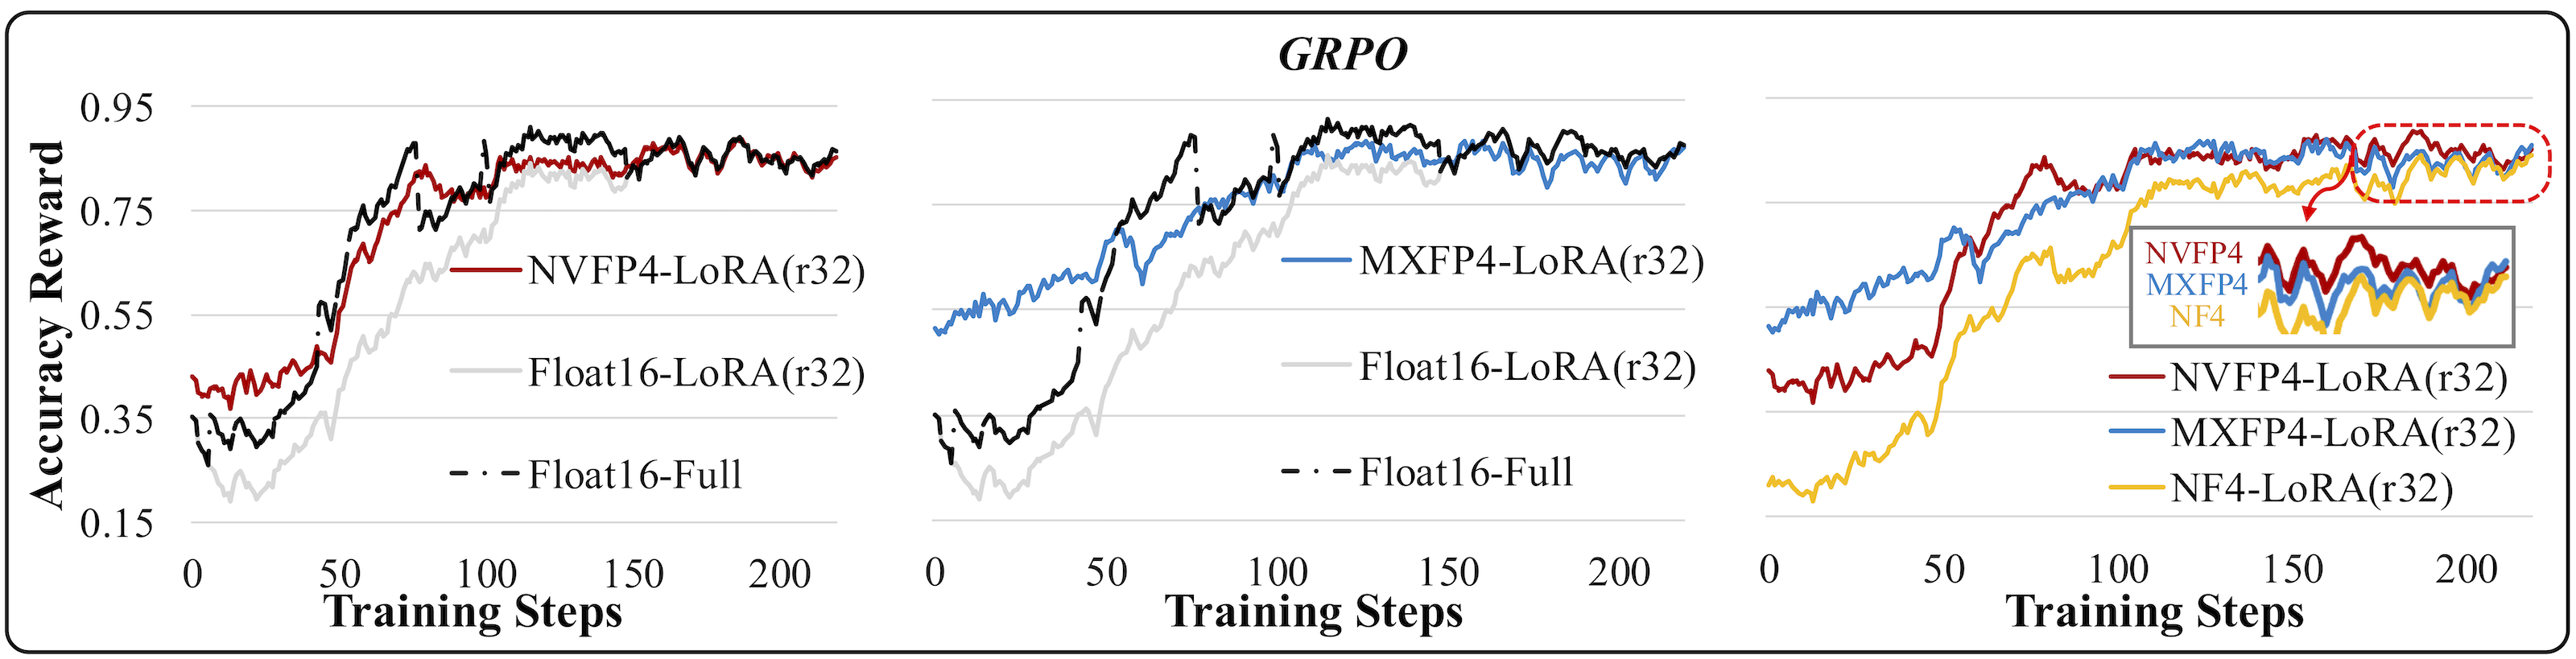 GRPO
Accuracy Reward
0.95
0.75
0.55
0.35
0.15
NVFP4-LoRA(r32)
Float16-LoRA(r32)
Float16-Full
0 50 100 150 200
Training Steps
MXFP4-LoRA(r32)
Float16-LoRA(r32)
Float16-Full
0 50 100 150 200
Training Steps
NVFP4
MXFP4
NF4
NVFP4-LoRA(r32)
MXFP4-LoRA(r32)
NF4-LoRA(r32)
0 50 100 150 200
Training Steps